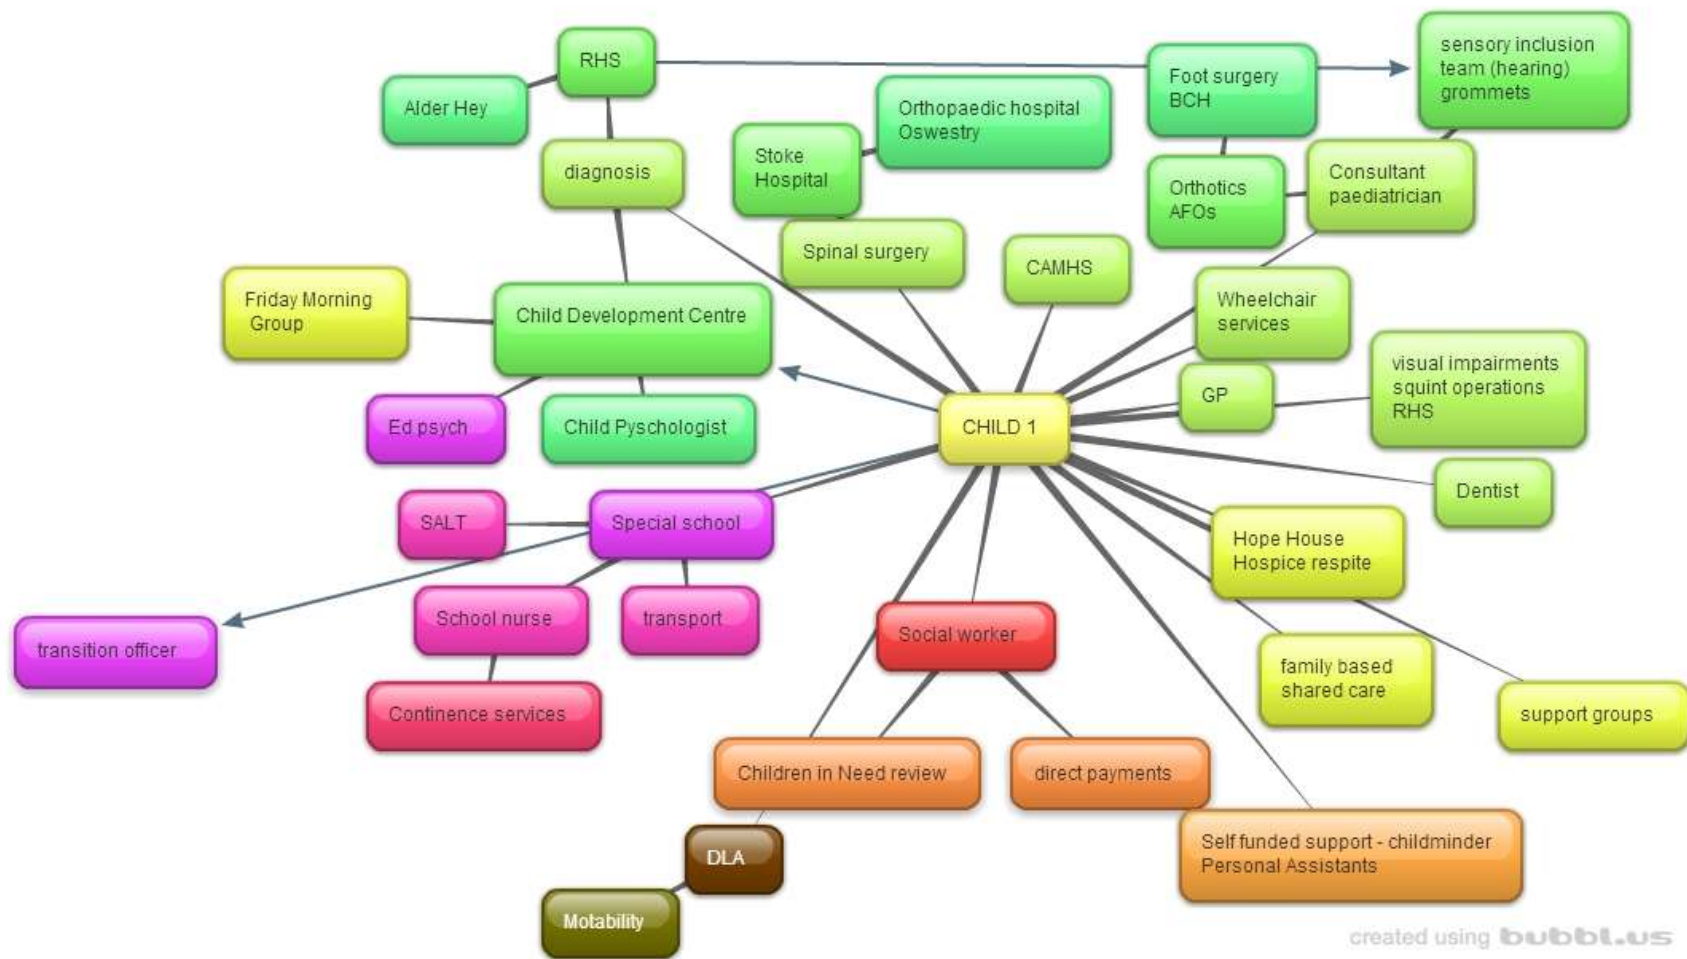 RHS
Alder Hey
diagnosis
Stoke
Hospital
Orthopaedic hospital
Oswestry
Foot surgery
BCH
sensory inclusion
team (hearing)
grommets
Orthotics
AFOs
Consultant
paediatrician
Spinal surgery
CAMHS
Wheelchair
services
Friday Morning
Group
Child Development Centre
visual impairments
squint operations
RHS
GP
Ed psych
Child Pyschologist
CHILD 1
Dentist
SALT
Special school
Hope House
Hospice respite
School nurse
transport
Social worker
transition officer
family based
shared care
support groups
Continence services
Children in Need review
direct payments
Self funded support - childminder
Personal Assistants
DLA
Motability
created using bubbl.us